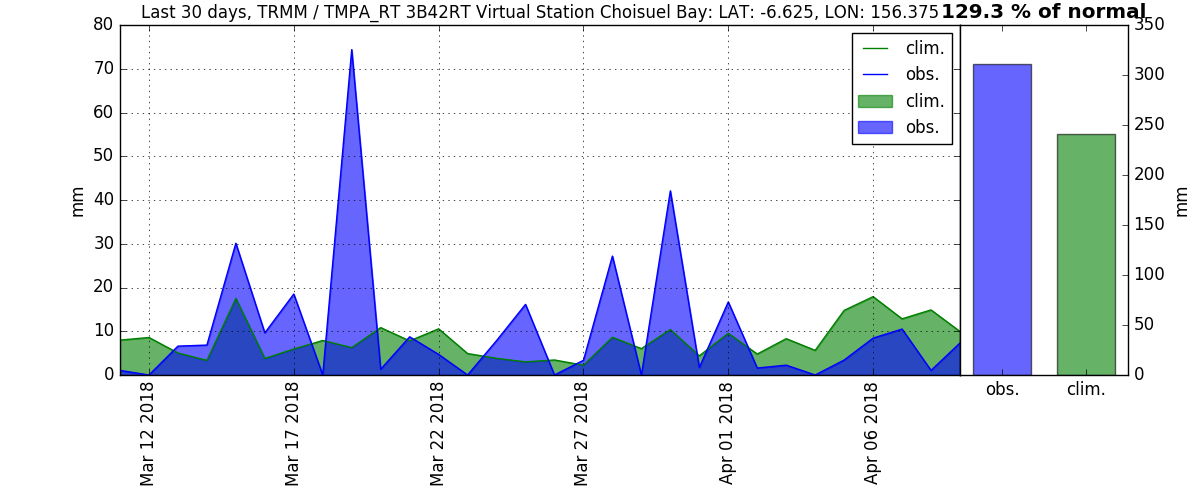 Last 30 days, TRMM / TMPA_RT 3B42RT Virtual Station Choisuel Bay: LAT: -6.625, LON: 156.375
129.3 % of normal
80
70
60
50
40
30
20
10
0
mm
clim.
obs.
clim.
obs.
Mar 12 2018
Mar 17 2018
Mar 22 2018
Mar 27 2018
Apr 01 2018
Apr 06 2018
350
300
250
200
150
100
50
0
mm
obs.
clim.